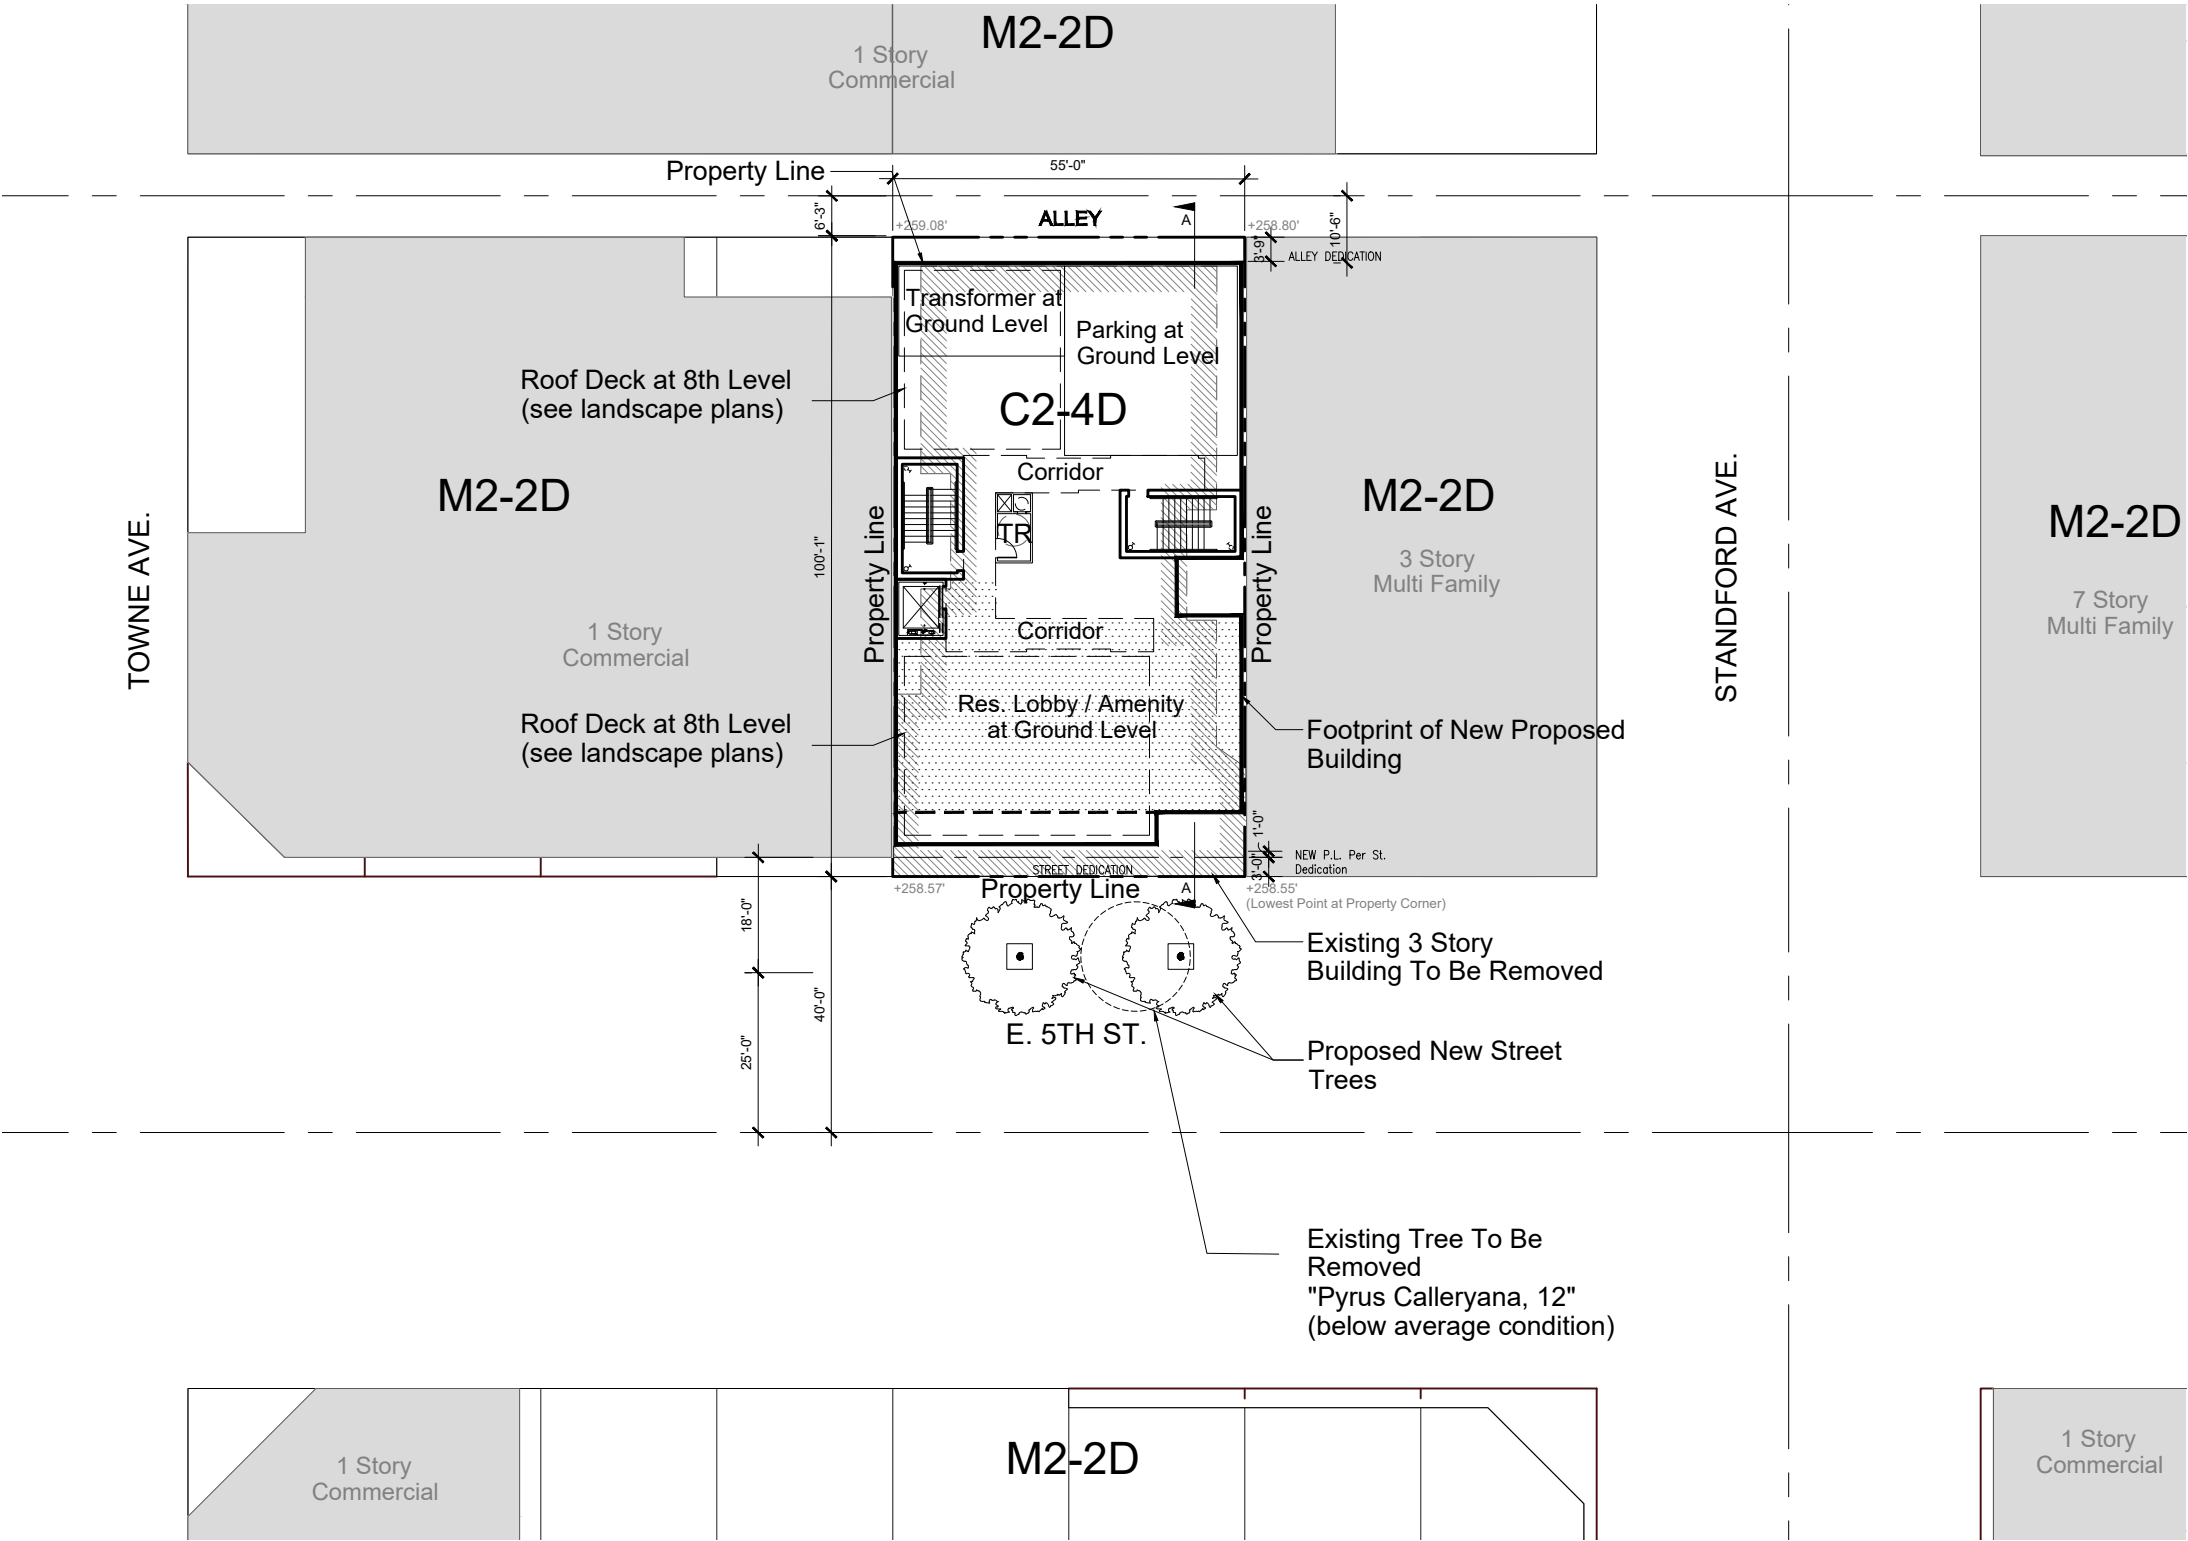 M2-2D
1 Story
Commercial
Property Line
55'-0"
6'-3"
+259.08'
ALLEY
A
+258.80'
3'-9"
10'-6"
ALLEY DEDICATION
Transformer at
Ground Level
Parking at
Ground Level
Roof Deck at 8th Level
(see landscape plans)
C2-4D
Corridor
M2-2D
M2-2D
M2-2D
TR
TOWNE AVE.
100'-1"
Property Line
Property Line
STANDFORD AVE.
3 Story
Multi Family
7 Story
Multi Family
1 Story
Commercial
Corridor
Res. Lobby / Amenity
at Ground Level
Roof Deck at 8th Level
(see landscape plans)
Footprint of New Proposed
Building
1'-0"
NEW P.L. Per St.
Dedication
3'-0"
STREET DEDICATION
+258.57'
Property Line
A
+258.55'
(Lowest Point at Property Corner)
18'-0"
Existing 3 Story
Building To Be Removed
40'-0"
25'-0"
E. 5TH ST.
Proposed New Street
Trees
Existing Tree To Be
Removed
"Pyrus Calleryana, 12"
(below average condition)
1 Story
Commercial
M2-2D
1 Story
Commercial